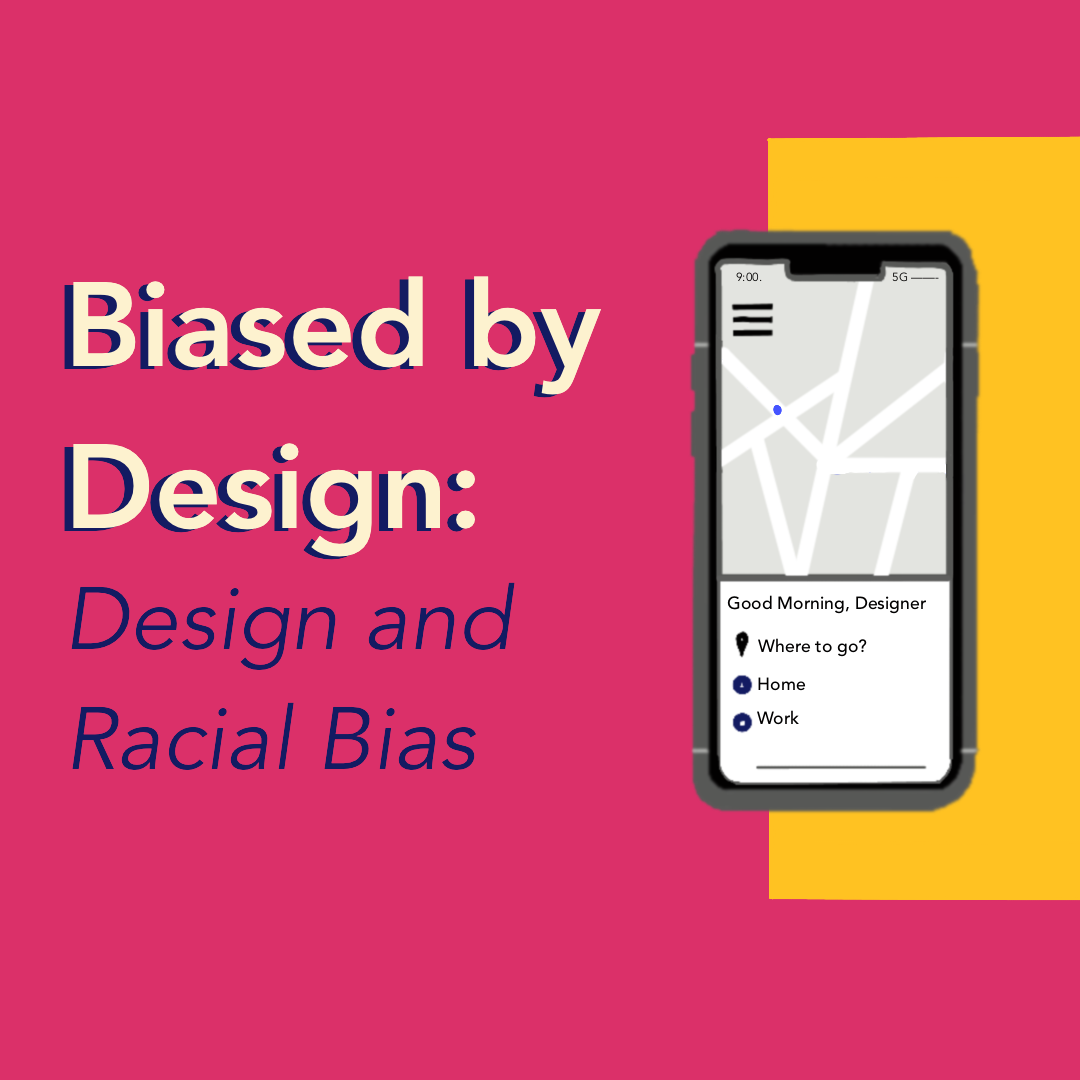 Biased by
Design:
Design and
Racial Bias
9:00.
5G
Good Morning, Designer
Where to go?
Home
Work